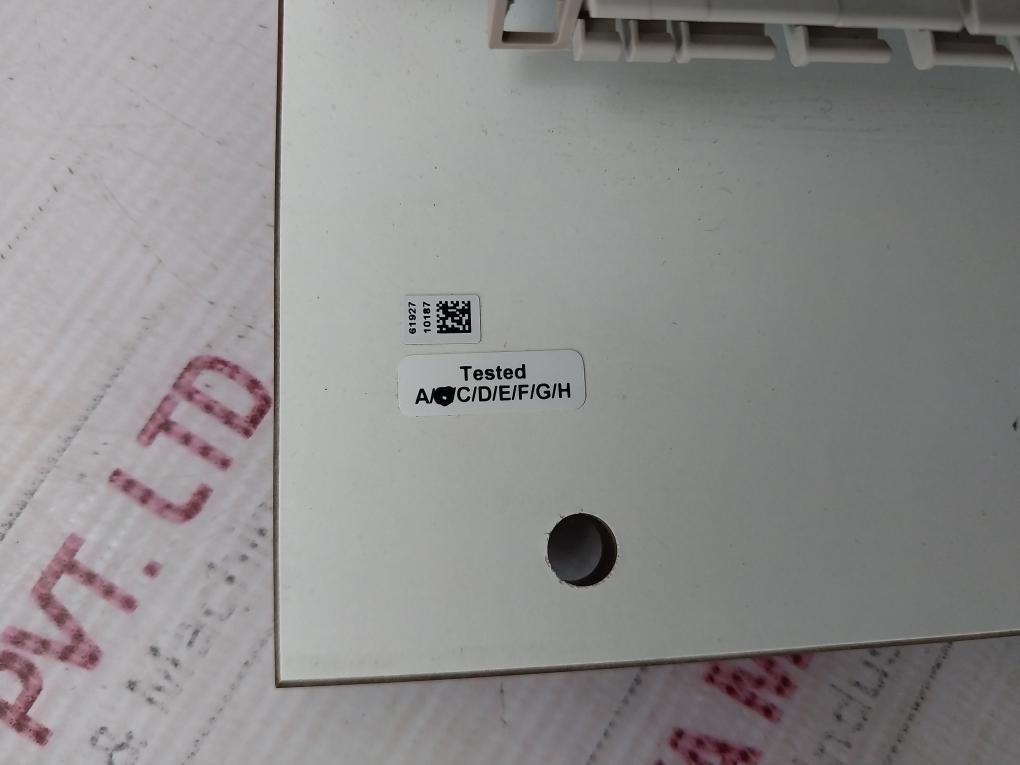 61927
10187
Tested
A/C/D/E/F/G/H
PVT. LTD
&